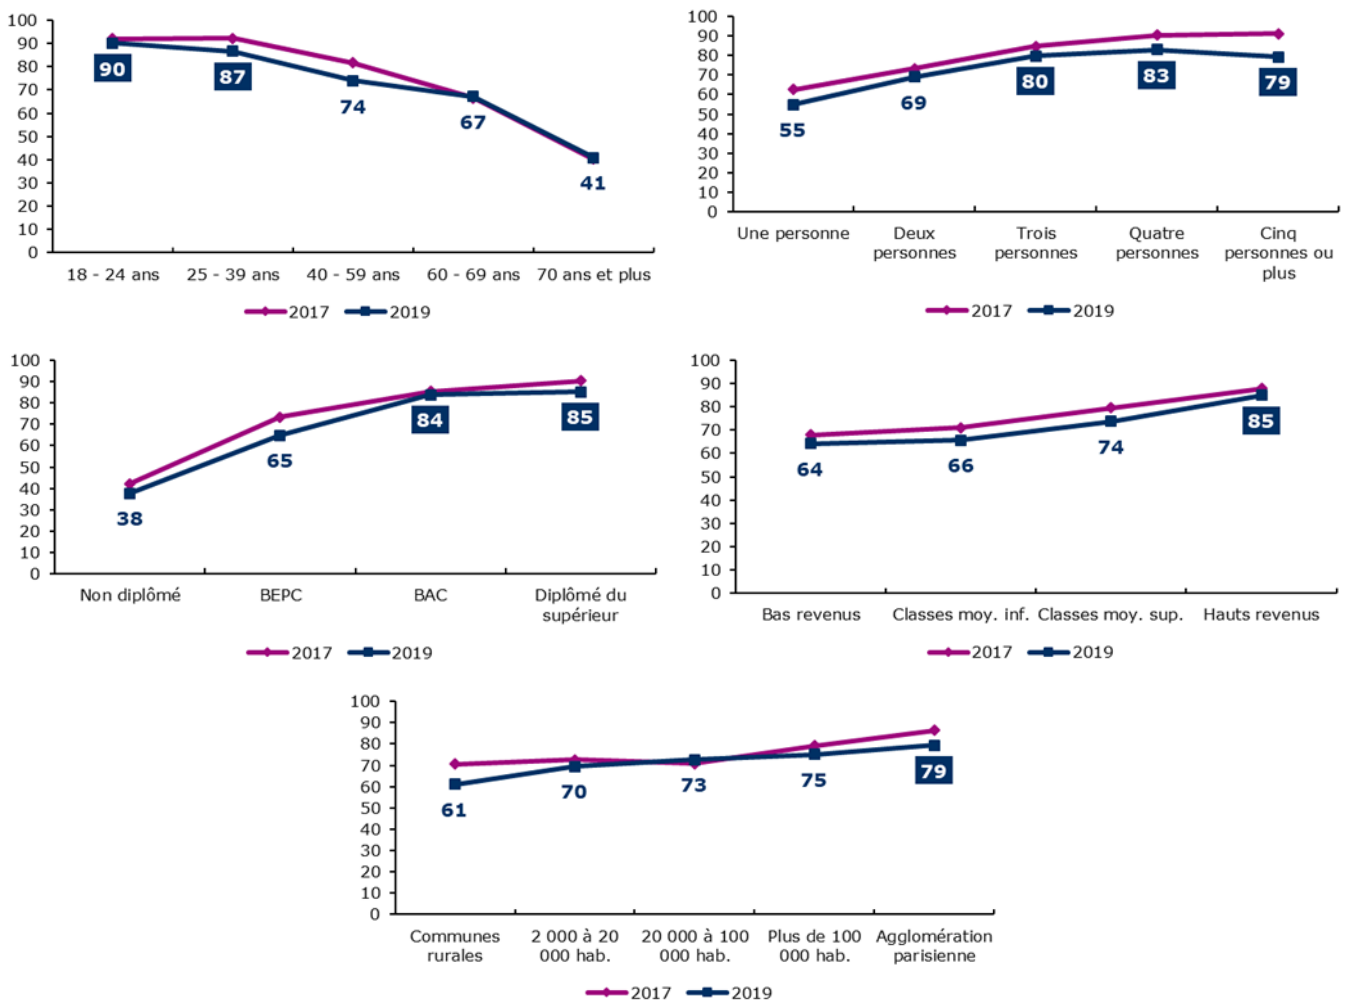 100
90
80
70
60
50
40
30
20
10
0
90
87
74
67
41
18 - 24 ans
25 - 39 ans
40 - 59 ans
60 - 69 ans
70 ans et plus
2017
2019
100
90
80
70
60
50
40
30
20
10
0
55
69
80
83
79
Une personne
Deux
personnes
Trois
personnes
Quatre
personnes
Cinq
personnes ou
plus
2017
2019
100
90
80
70
60
50
40
30
20
10
0
38
65
84
85
Non diplômé
BEPC
BAC
Diplômé du
supérieur
2017
2019
100
90
80
70
60
50
40
30
20
10
0
64
66
74
85
Bas revenus
Classes moy. inf.
Classes moy. sup.
Hauts revenus
2017
2019
100
90
80
70
60
50
40
30
20
10
0
61
70
73
75
79
Communes
rurales
2 000 à 20
000 hab.
20 000 à 100
000 hab.
Plus de 100
000 hab.
Agglomération
parisienne
2017
2019